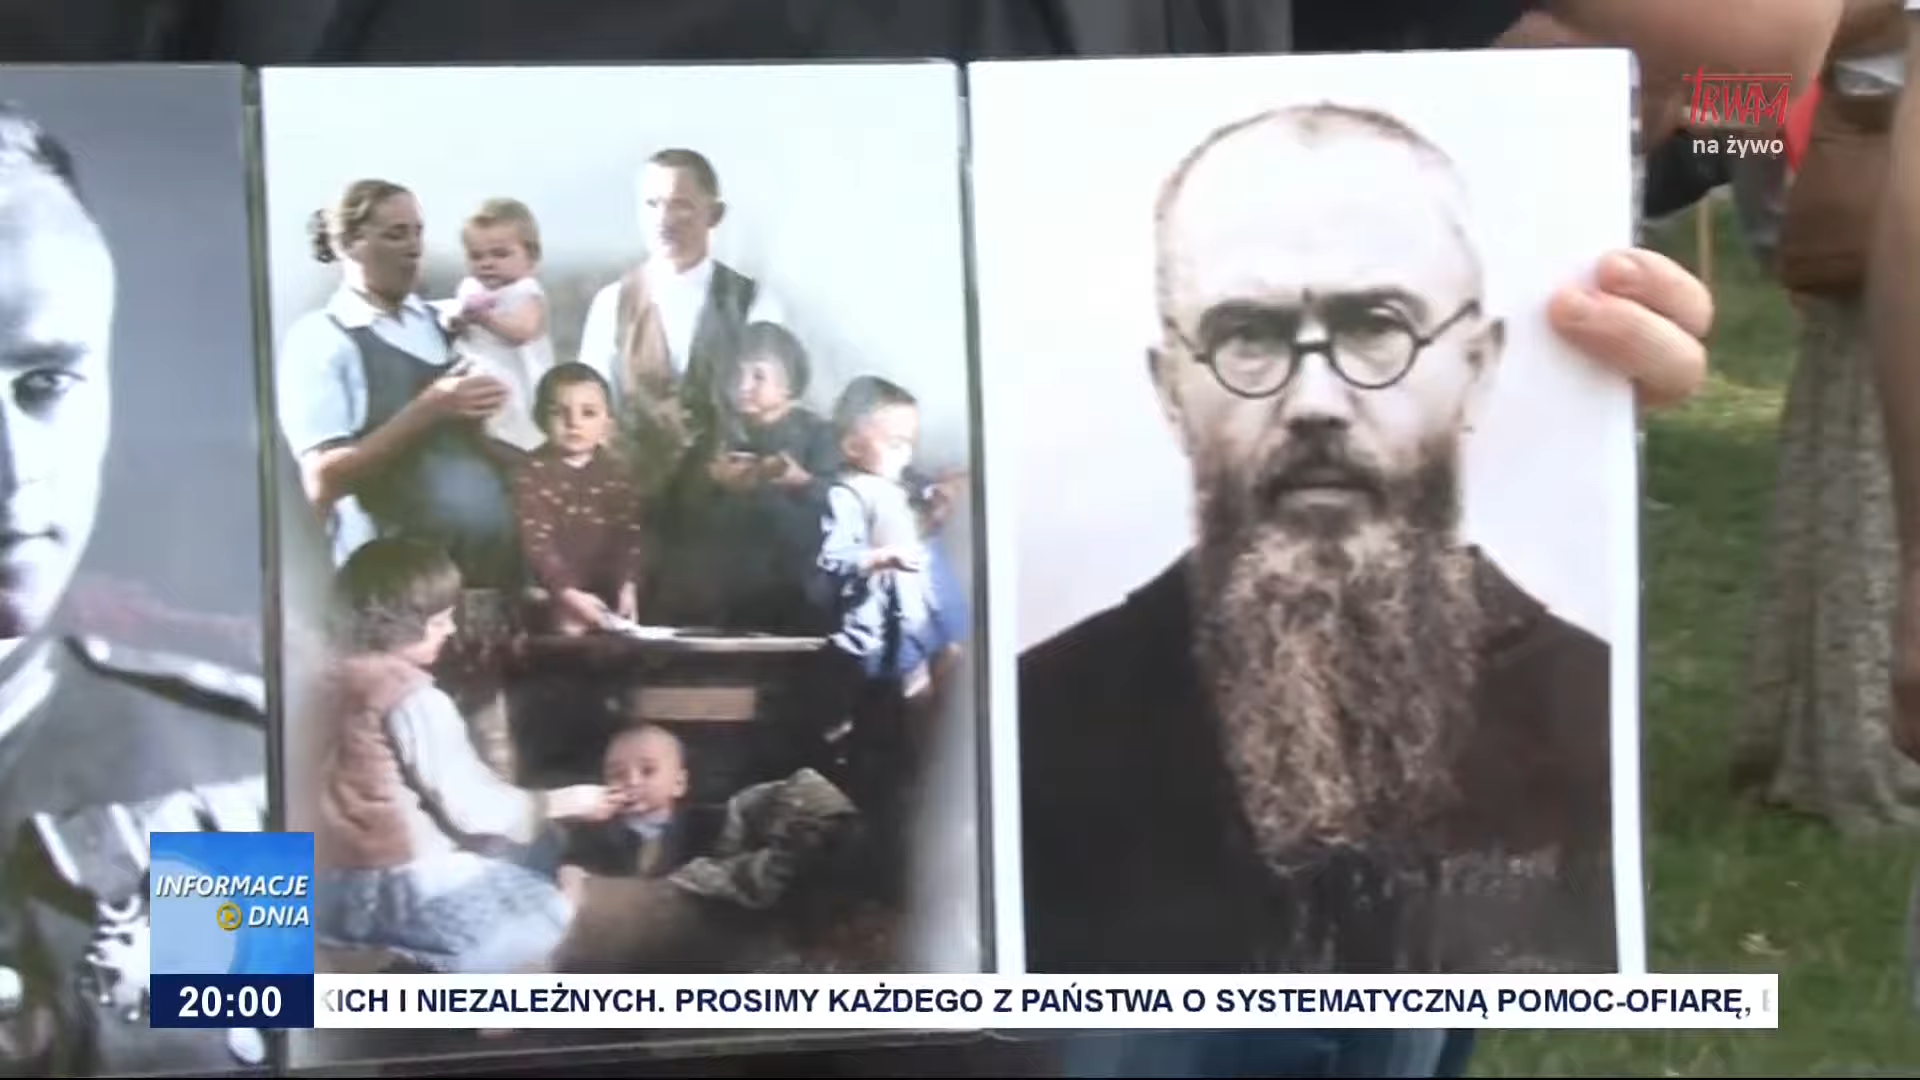 TRWAM
na żywo
INFORMACJE
DNIA
20:00
KICH I NIEZALEŻNYCH. PROSIMY KAŻDEGO Z PAŃSTWA O SYSTEMATYCZNĄ POMOC-OFIARĘ,